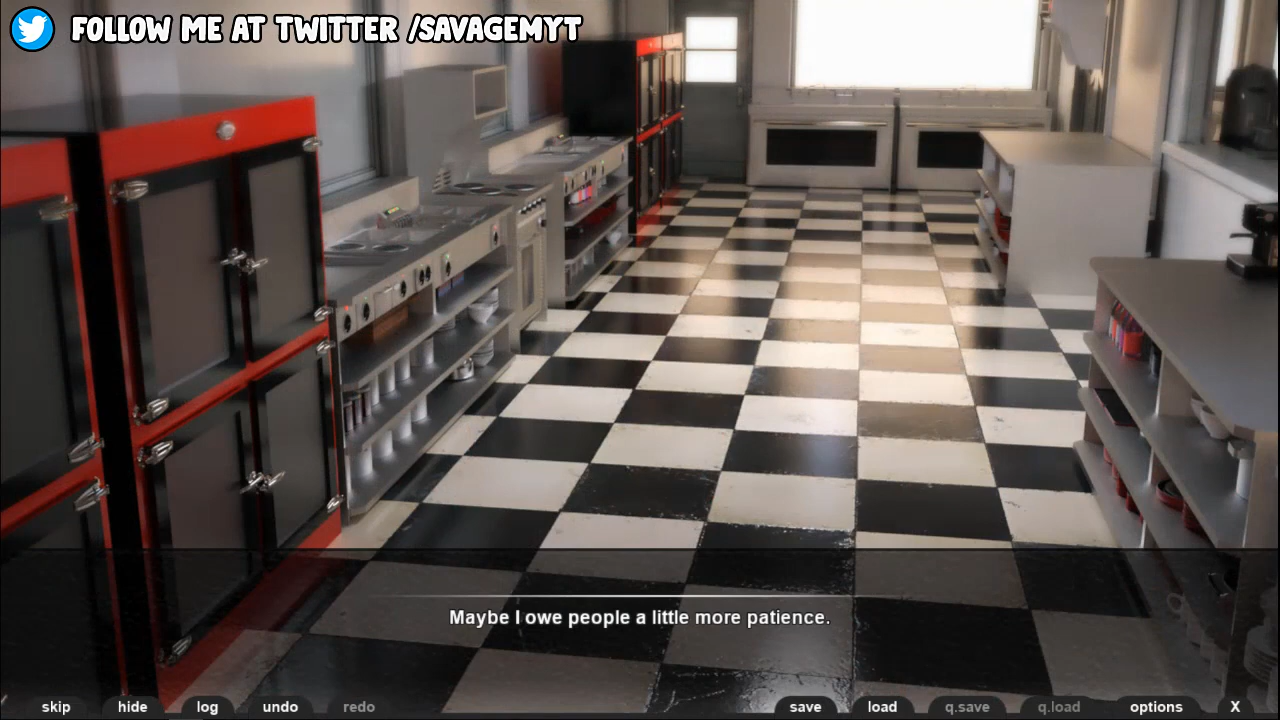 FOLLOW ME AT TWITTER /SAVAGEMYT
Maybe I owe people a little more patience.
skip hide log undo redo save load q.save q.load options X